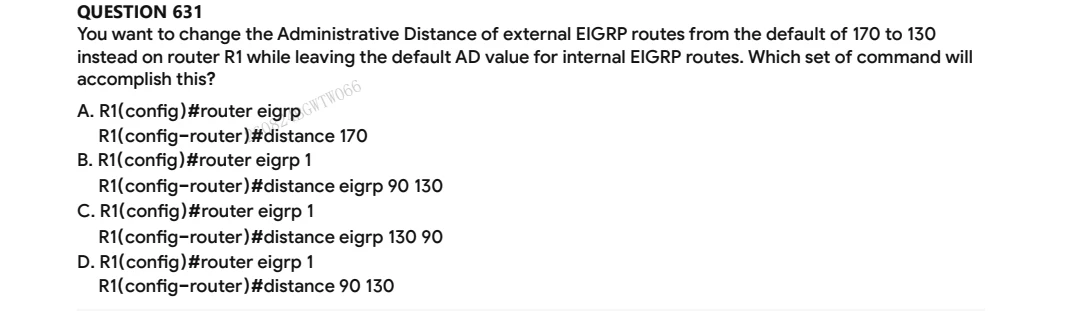 QUESTION 631
You want to change the Administrative Distance of external EIGRP routes from the default of 170 to 130
instead on router R1 while leaving the default AD value for internal EIGRP routes. Which set of command will
accomplish this?
A. R1(config)#router eigrp
R1(config-router)#distance 170
B. R1(config)#router eigrp 1
R1(config-router)#distance eigrp 90 130
C. R1(config)#router eigrp 1
R1(config-router)#distance eigrp 130 90
D. R1(config)#router eigrp 1
R1(config-router)#distance 90 130